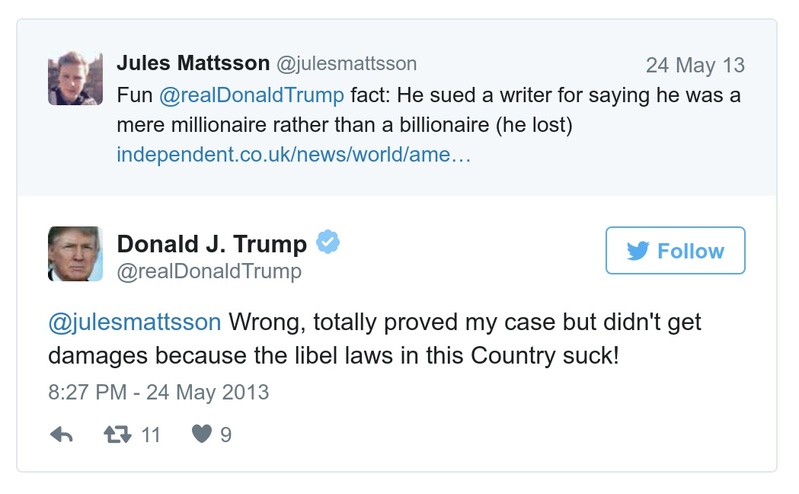 Jules Mattsson @julesmattsson 24 May 13
Fun @realDonaldTrump fact: He sued a writer for saying he was a
mere millionaire rather than a billionaire (he lost)
independent.co.uk/news/world/ame…
Donald J. Trump
@realDonaldTrump
Follow
@julesmattsson Wrong, totally proved my case but didn't get
damages because the libel laws in this Country suck!
8:27 PM - 24 May 2013
11 9